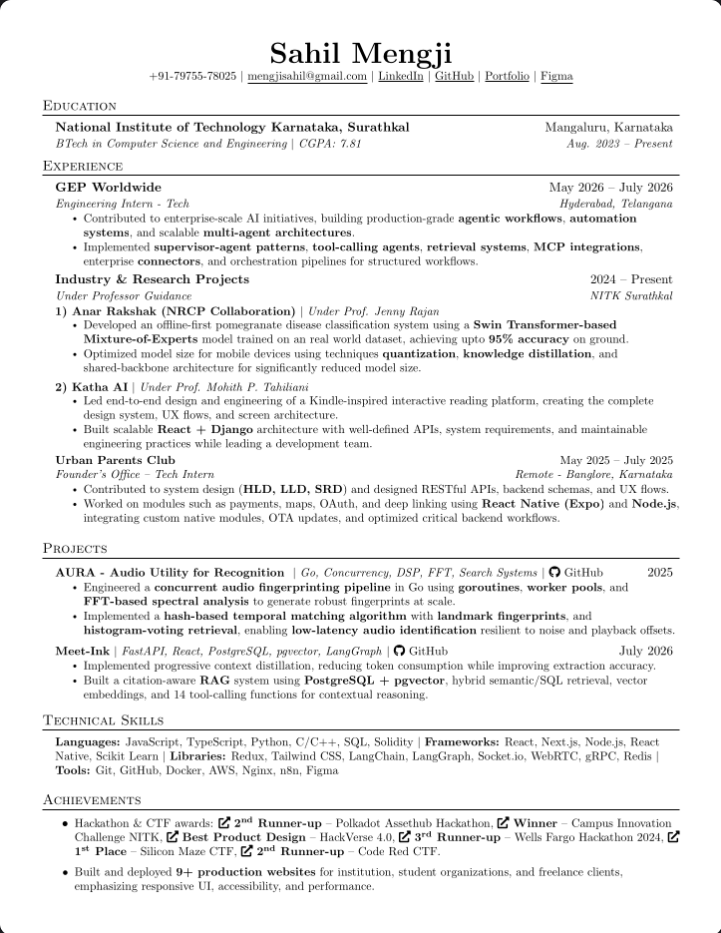 Sahil Mengji
+91-79755-78025 | mengjisahil@gmail.com | LinkedIn | GitHub | Portfolio | Figma
Education
National Institute of Technology Karnataka, Surathkal Mangaluru, Karnataka
BTech in Computer Science and Engineering | CGPA: 7.81 Aug. 2023 – Present
Experience
GEP Worldwide May 2026 – July 2026
Engineering Intern - Tech Hyderabad, Telangana
• Contributed to enterprise-scale AI initiatives, building production-grade agentic workflows, automation
systems, and scalable multi-agent architectures.
• Implemented supervisor-agent patterns, tool-calling agents, retrieval systems, MCP integrations,
enterprise connectors, and orchestration pipelines for structured workflows.
Industry & Research Projects 2024 – Present
Under Professor Guidance NITK Surathkal
1) Anar Rakshak (NRCP Collaboration) | Under Prof. Jenny Rajan
• Developed an offline-first pomegranate disease classification system using a Swin Transformer-based
Mixture-of-Experts model trained on an real world dataset, achieving upto 95% accuracy on ground.
• Optimized model size for mobile devices using techniques quantization, knowledge distillation, and
shared-backbone architecture for significantly reduced model size.
2) Katha AI | Under Prof. Mohith P. Tahiliani
• Led end-to-end design and engineering of a Kindle-inspired interactive reading platform, creating the complete
design system, UX flows, and screen architecture.
• Built scalable React + Django architecture with well-defined APIs, system requirements, and maintainable
engineering practices while leading a development team.
Urban Parents Club May 2025 – July 2025
Founder's Office – Tech Intern Remote - Banglore, Karnataka
• Contributed to system design (HLD, LLD, SRD) and designed RESTful APIs, backend schemas, and UX flows.
• Worked on modules such as payments, maps, OAuth, and deep linking using React Native (Expo) and Node.js,
integrating custom native modules, OTA updates, and optimized critical backend workflows.
Projects
AURA - Audio Utility for Recognition | Go, Concurrency, DSP, FFT, Search Systems | GitHub 2025
• Engineered a concurrent audio fingerprinting pipeline in Go using goroutines, worker pools, and
FFT-based spectral analysis to generate robust fingerprints at scale.
• Implemented a hash-based temporal matching algorithm with landmark fingerprints, and
histogram-voting retrieval, enabling low-latency audio identification resilient to noise and playback offsets.
Meet-Ink | FastAPI, React, PostgreSQL, pgvector, LangGraph | GitHub July 2026
• Implemented progressive context distillation, reducing token consumption while improving extraction accuracy.
• Built a citation-aware RAG system using PostgreSQL + pgvector, hybrid semantic/SQL retrieval, vector
embeddings, and 14 tool-calling functions for contextual reasoning.
Technical Skills
Languages: JavaScript, TypeScript, Python, C/C++, SQL, Solidity | Frameworks: React, Next.js, Node.js, React
Native, Scikit Learn | Libraries: Redux, Tailwind CSS, LangChain, LangGraph, Socket.io, WebRTC, gRPC, Redis |
Tools: Git, GitHub, Docker, AWS, Nginx, n8n, Figma
Achievements
• Hackathon & CTF awards: 2nd Runner-up – Polkadot Assethub Hackathon, Winner – Campus Innovation
Challenge NITK, Best Product Design – HackVerse 4.0, 3rd Runner-up – Wells Fargo Hackathon 2024,
1st Place – Silicon Maze CTF, 2nd Runner-up – Code Red CTF.
• Built and deployed 9+ production websites for institution, student organizations, and freelance clients,
emphasizing responsive UI, accessibility, and performance.